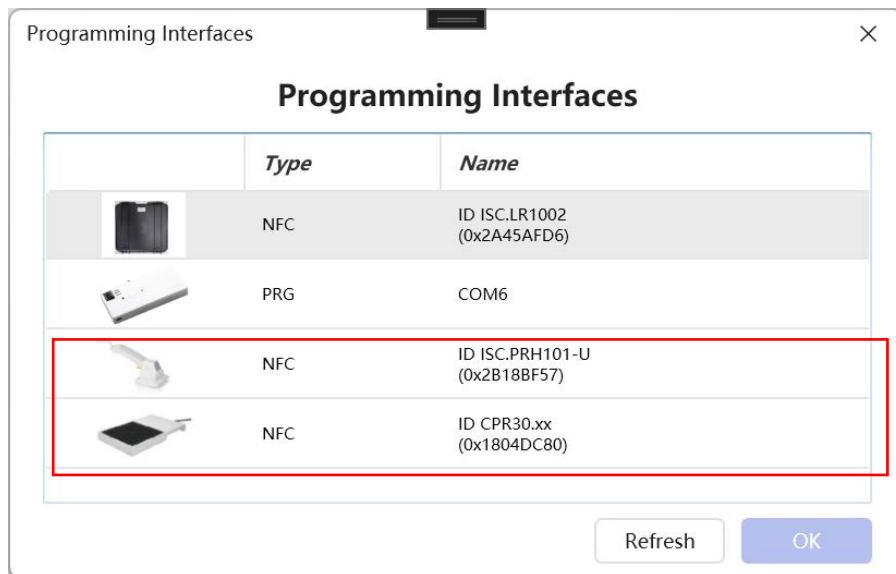 Programming Interfaces
Programming Interfaces
Type Name
NFC ID ISC.LR1002
(0x2A45AFD6)
PRG COM6
NFC ID ISC.PRH101-U
(0x2B18BF57)
NFC ID CPR30.xx
(0x1804DC80)
Refresh OK